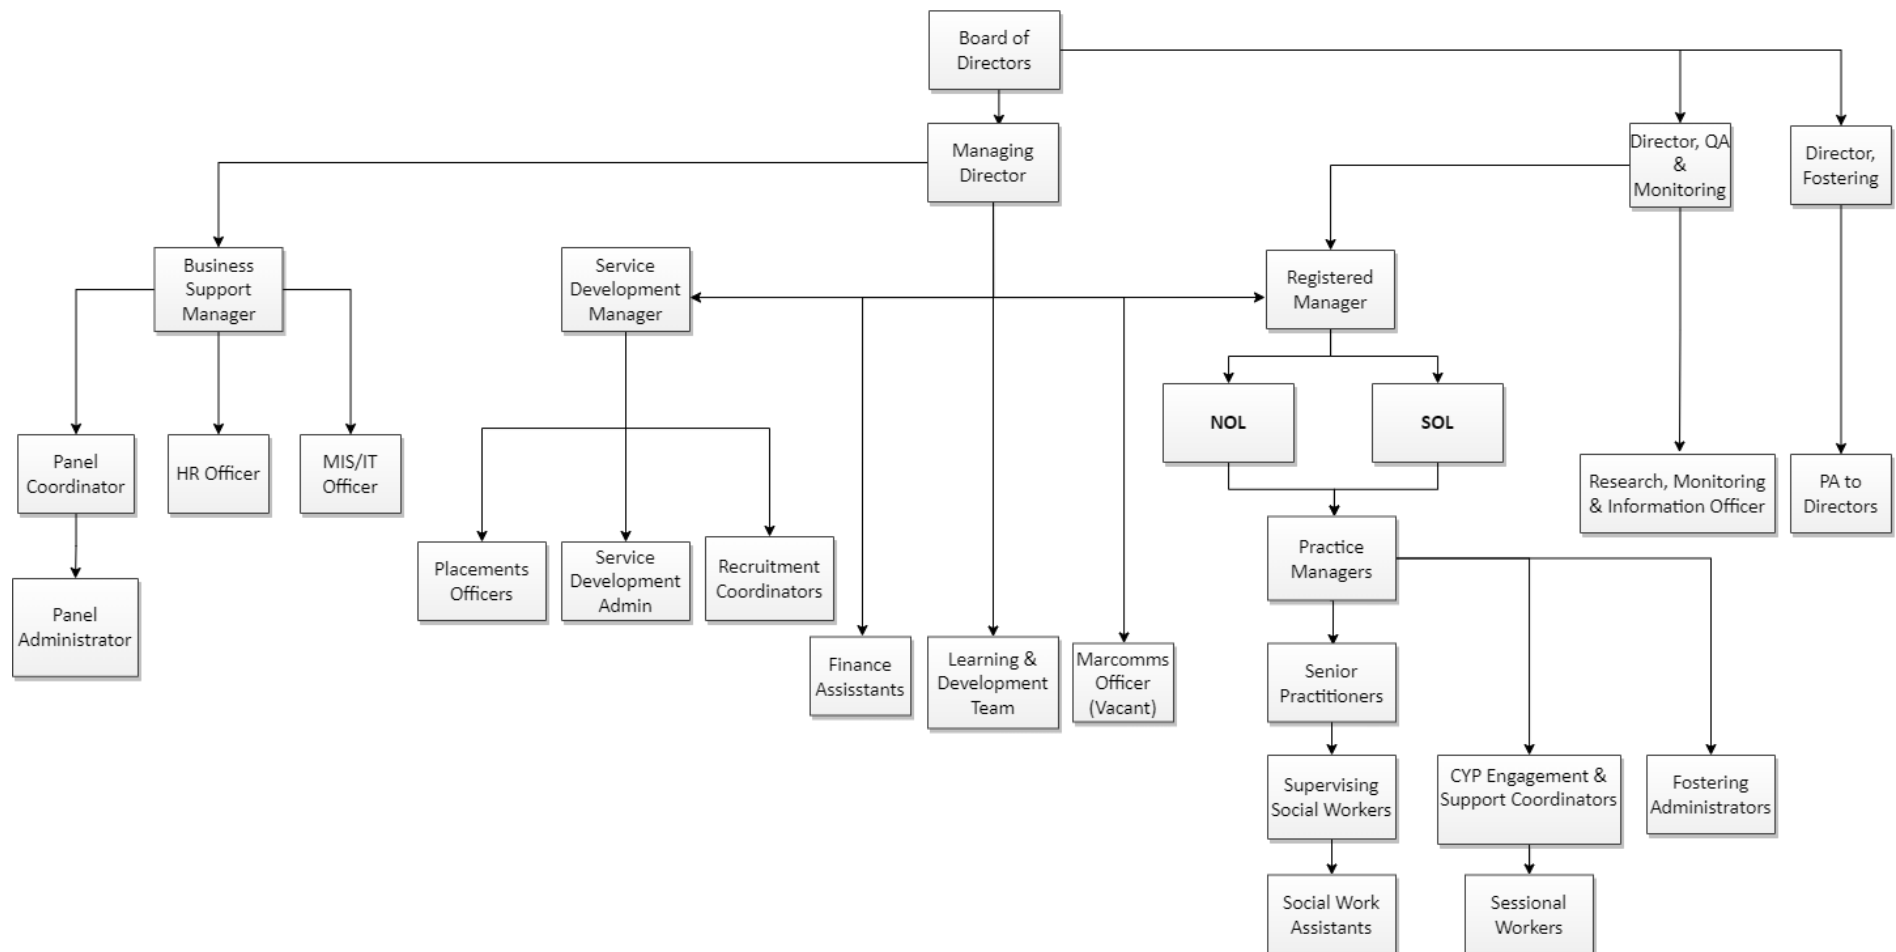 Board of
Directors
Managing
Director
Director, QA
&
Monitoring
Director,
Fostering
Business
Support
Manager
Service
Development
Manager
Registered
Manager
NOL
SOL
Panel
Coordinator
HR Officer
MIS/IT
Officer
Research, Monitoring
& Information Officer
PA to
Directors
Placements
Officers
Service
Development
Admin
Recruitment
Coordinators
Practice
Managers
Panel
Administrator
Finance
Assisstants
Learning &
Development
Team
Marcomms
Officer
(Vacant)
Senior
Practitioners
Supervising
Social Workers
CYP Engagement &
Support Coordinators
Fostering
Administrators
Social Work
Assistants
Sessional
Workers